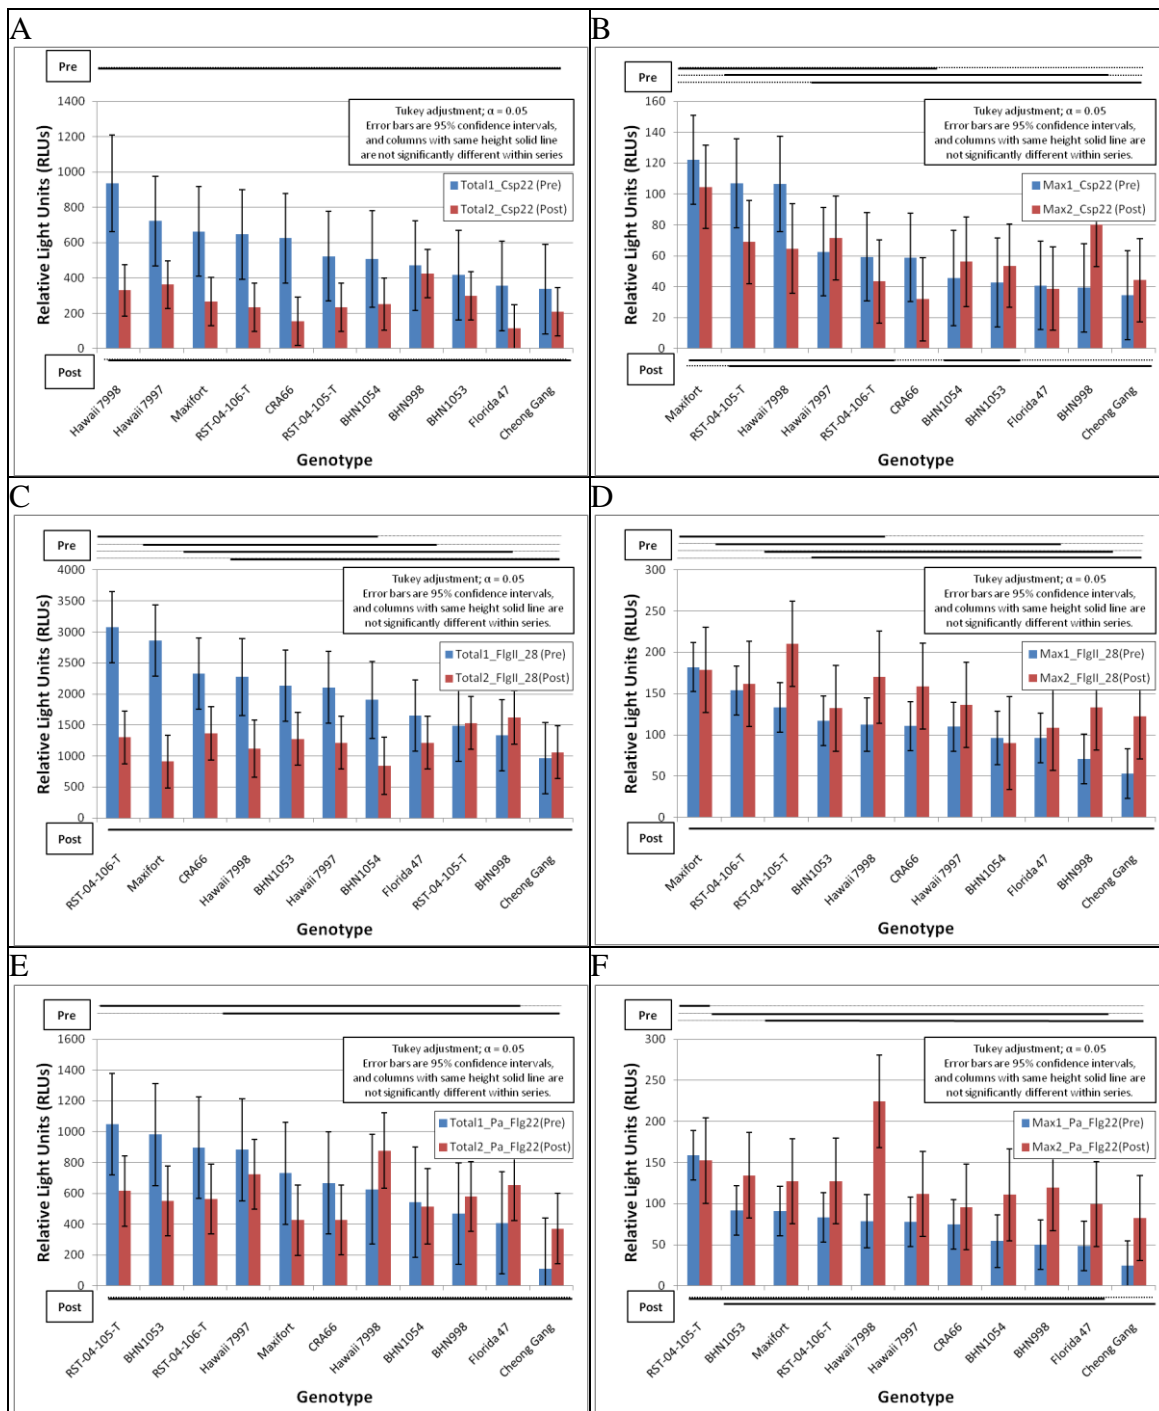 A
Pre
1400
1200
1000
800
600
400
200
0
Relative Light Units (RLUs)
Tukey adjustment; α = 0.05
Error bars are 95% confidence intervals,
and columns with same height solid line
are not significantly different within series
Total1_Csp22 (Pre)
Total2_Csp22 (Post)
Post
Hawaii 7998
Hawaii 7997
Maxifort
RST-04-106-T
CRA66
RST-04-105-T
BHN1054
BHN998
BHN1053
Florida 47
Cheong Gang
Genotype
B
Pre
160
140
120
100
80
60
40
20
0
Relative Light Units (RLUs)
Tukey adjustment; α = 0.05
Error bars are 95% confidence intervals,
and columns with same height solid line are
not significantly different within series.
Max1_Csp22 (Pre)
Max2_Csp22 (Post)
Post
Maxifort
RST-04-105-T
Hawaii 7998
Hawaii 7997
RST-04-106-T
CRA66
BHN1054
BHN1053
Florida 47
BHN998
Cheong Gang
Genotype
C
Pre
4000
3500
3000
2500
2000
1500
1000
500
0
Relative Light Units (RLUs)
Tukey adjustment; α = 0.05
Error bars are 95% confidence intervals,
and columns with same height solid line are
not significantly different within series.
Total1_FlgII_28 (Pre)
Total2_FlgII_28(Post)
Post
RST-04-106-T
Maxifort
CRA66
Hawaii 7998
BHN1053
Hawaii 7997
BHN1054
Florida 47
RST-04-105-T
BHN998
Cheong Gang
Genotype
D
Pre
300
250
200
150
100
50
0
Relative Light Units (RLUs)
Tukey adjustment; α = 0.05
Error bars are 95% confidence intervals,
and columns with same height solid line are
not significantly different within series.
Max1_FlgII_28(Pre)
Max2_FlgII_28(Post)
Post
Maxifort
RST-04-106-T
RST-04-105-T
BHN1053
Hawaii 7998
CRA66
Hawaii 7997
BHN1054
Florida 47
BHN998
Cheong Gang
Genotype
E
Pre
1600
1400
1200
1000
800
600
400
200
0
Relative Light Units (RLUs)
Tukey adjustment; α = 0.05
Error bars are 95% confidence intervals,
and columns with same height solid line are
not significantly different within series.
Total1_Pa_Flg22(Pre)
Total2_Pa_Flg22(Post)
Post
RST-04-105-T
BHN1053
RST-04-106-T
Hawaii 7997
Maxifort
CRA66
Hawaii 7998
BHN1054
BHN998
Florida 47
Cheong Gang
Genotype
F
Pre
300
250
200
150
100
50
0
Relative Light Units (RLUs)
Tukey adjustment; α = 0.05
Error bars are 95% confidence intervals,
and columns with same height solid line are
not significantly different within series.
Max1_Pa_Flg22(Pre)
Max2_Pa_Flg22(Post)
Post
RST-04-105-T
BHN1053
Maxifort
RST-04-106-T
Hawaii 7998
Hawaii 7997
CRA66
BHN1054
BHN998
Florida 47
Cheong Gang
Genotype